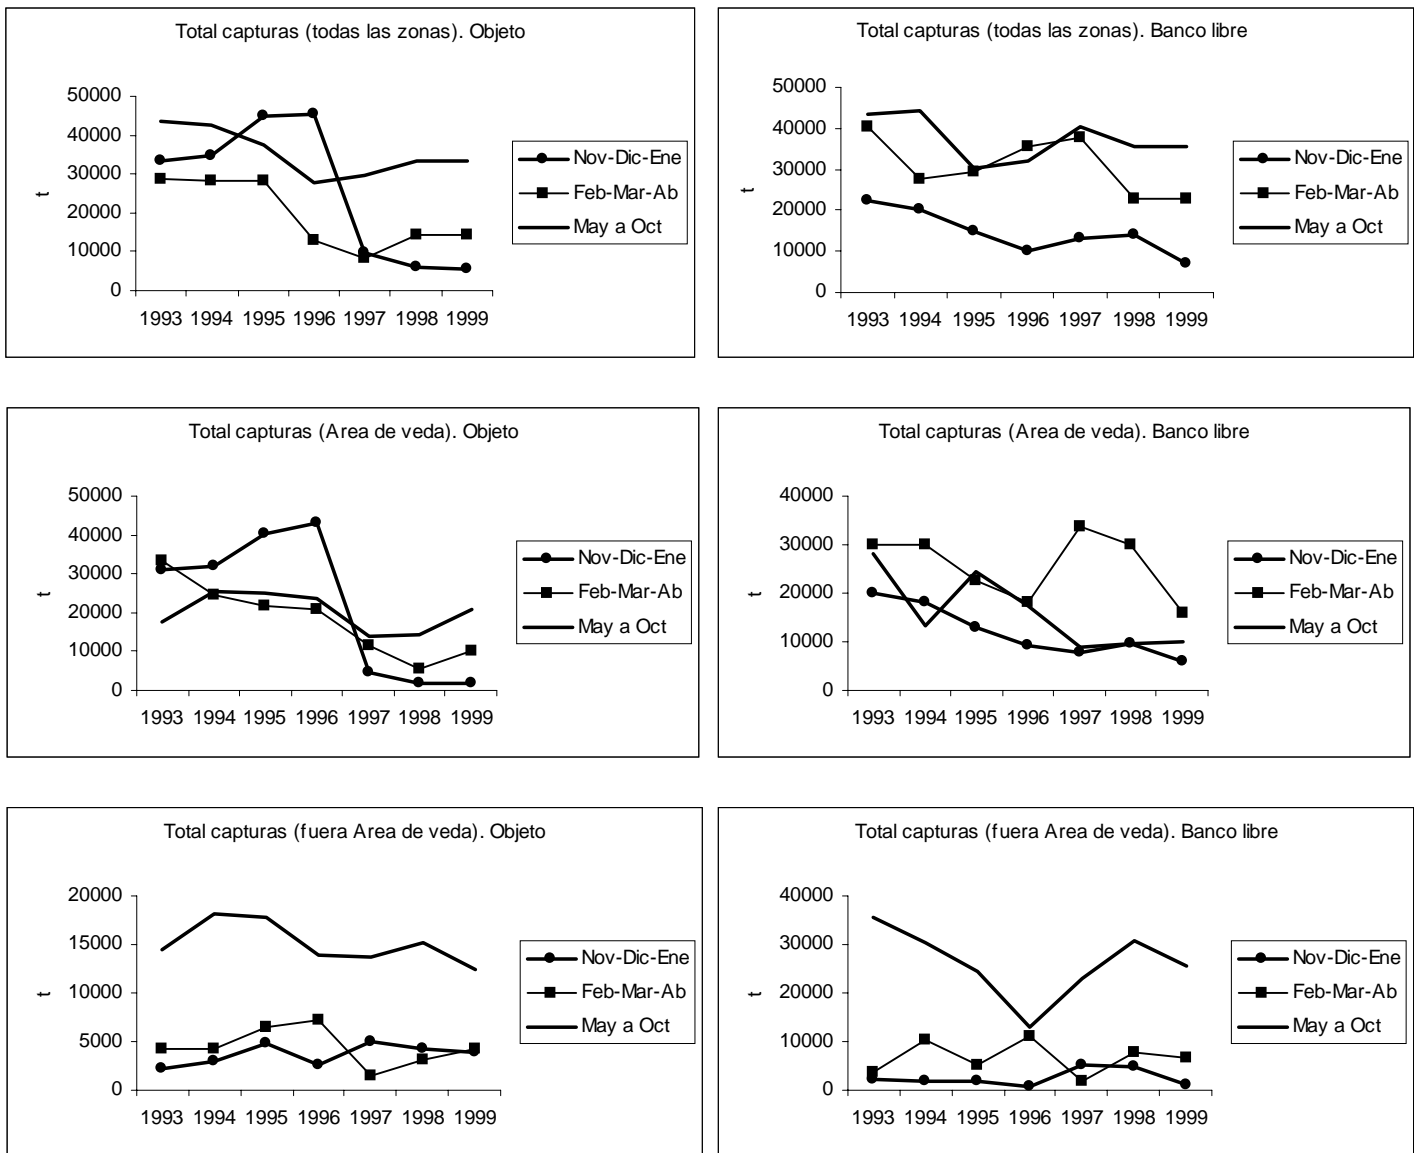 Total capturas (todas las zonas). Objeto
50000
40000
30000
20000
10000
0
t
1993 1994 1995 1996 1997 1998 1999
Nov-Dic-Ene
Feb-Mar-Ab
May a Oct
Total capturas (todas las zonas). Banco libre
50000
40000
30000
20000
10000
0
t
1993 1994 1995 1996 1997 1998 1999
Nov-Dic-Ene
Feb-Mar-Ab
May a Oct
Total capturas (Area de veda). Objeto
50000
40000
30000
20000
10000
0
t
1993 1994 1995 1996 1997 1998 1999
Nov-Dic-Ene
Feb-Mar-Ab
May a Oct
Total capturas (Area de veda). Banco libre
40000
30000
20000
10000
0
t
1993 1994 1995 1996 1997 1998 1999
Nov-Dic-Ene
Feb-Mar-Ab
May a Oct
Total capturas (fuera Area de veda). Objeto
20000
15000
10000
5000
0
t
1993 1994 1995 1996 1997 1998 1999
Nov-Dic-Ene
Feb-Mar-Ab
May a Oct
Total capturas (fuera Area de veda). Banco libre
40000
30000
20000
10000
0
t
1993 1994 1995 1996 1997 1998 1999
Nov-Dic-Ene
Feb-Mar-Ab
May a Oct